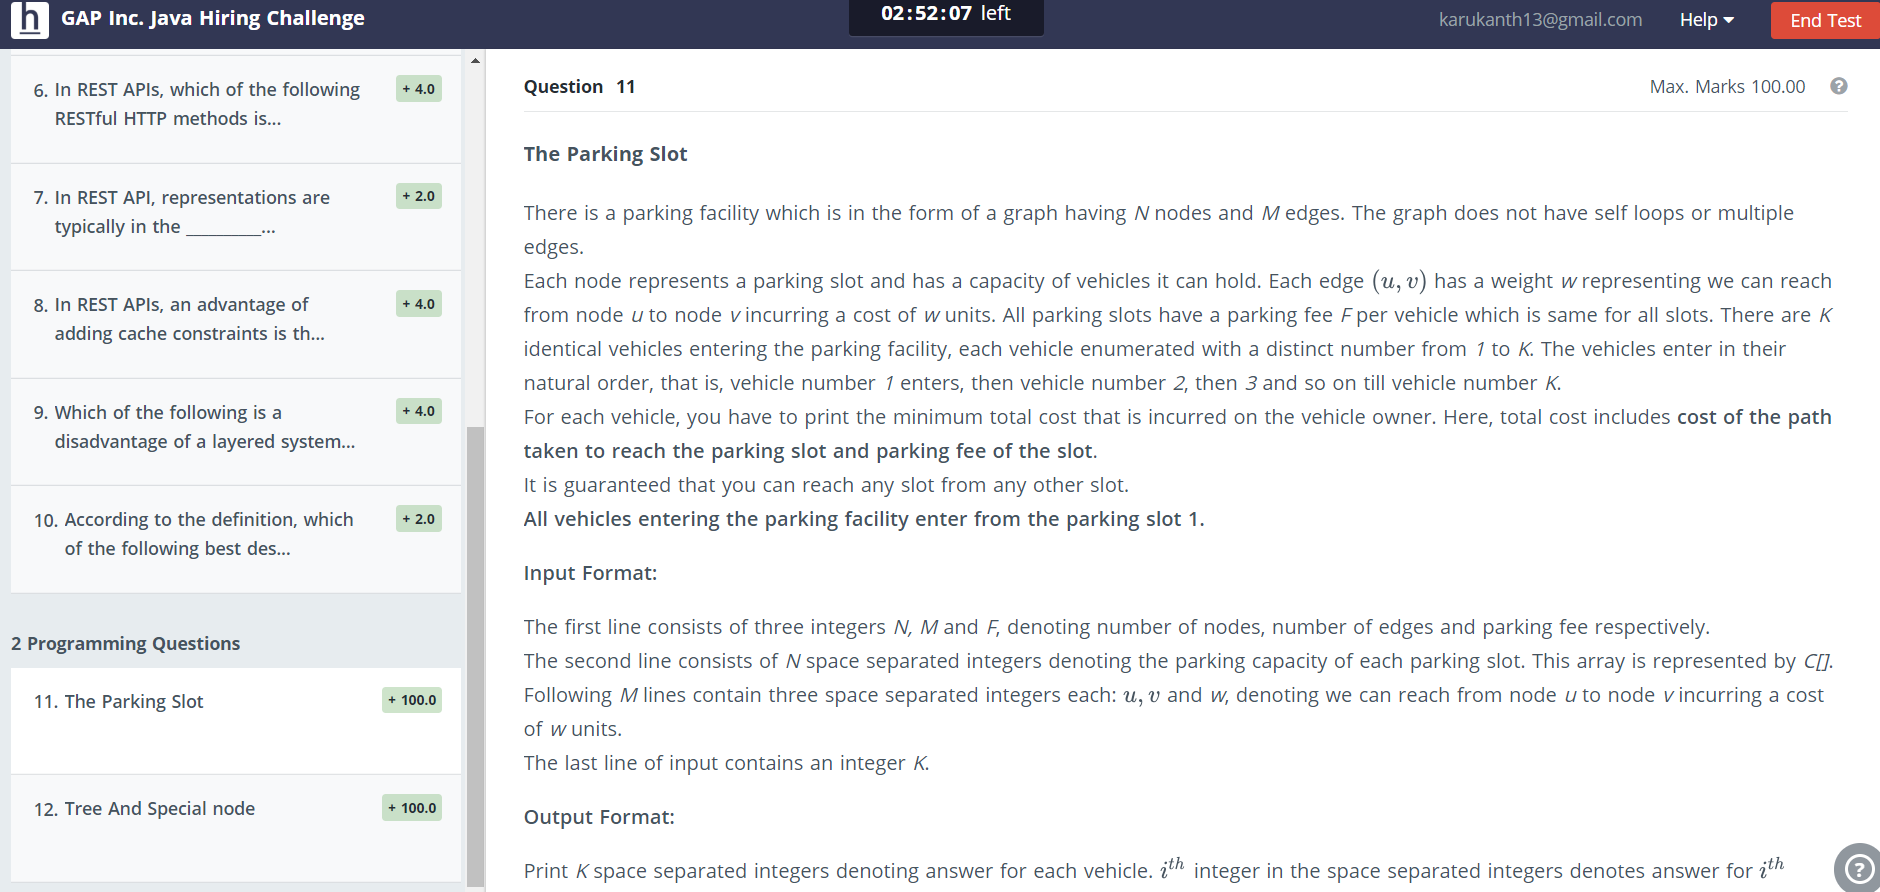 h GAP Inc. Java Hiring Challenge
02:52:07 left
karukanth13@gmail.com
Help
End Test
6. In REST APIs, which of the following + 4.0
RESTful HTTP methods is...
7. In REST API, representations are + 2.0
typically in the _________...
8. In REST APIs, an advantage of + 4.0
adding cache constraints is th...
9. Which of the following is a + 4.0
disadvantage of a layered system...
10. According to the definition, which + 2.0
of the following best des...
2 Programming Questions
11. The Parking Slot + 100.0
12. Tree And Special node + 100.0
Question 11
Max. Marks 100.00 ?
The Parking Slot
There is a parking facility which is in the form of a graph having N nodes and M edges. The graph does not have self loops or multiple
edges.
Each node represents a parking slot and has a capacity of vehicles it can hold. Each edge (u, v) has a weight w representing we can reach
from node u to node v incurring a cost of w units. All parking slots have a parking fee F per vehicle which is same for all slots. There are K
identical vehicles entering the parking facility, each vehicle enumerated with a distinct number from 1 to K. The vehicles enter in their
natural order, that is, vehicle number 1 enters, then vehicle number 2, then 3 and so on till vehicle number K.
For each vehicle, you have to print the minimum total cost that is incurred on the vehicle owner. Here, total cost includes cost of the path
taken to reach the parking slot and parking fee of the slot.
It is guaranteed that you can reach any slot from any other slot.
All vehicles entering the parking facility enter from the parking slot 1.
Input Format:
The first line consists of three integers N, M and F, denoting number of nodes, number of edges and parking fee respectively.
The second line consists of N space separated integers denoting the parking capacity of each parking slot. This array is represented by C[].
Following M lines contain three space separated integers each: u, v and w, denoting we can reach from node u to node v incurring a cost
of w units.
The last line of input contains an integer K.
Output Format:
Print K space separated integers denoting answer for each vehicle. i^th integer in the space separated integers denotes answer for i^th
?